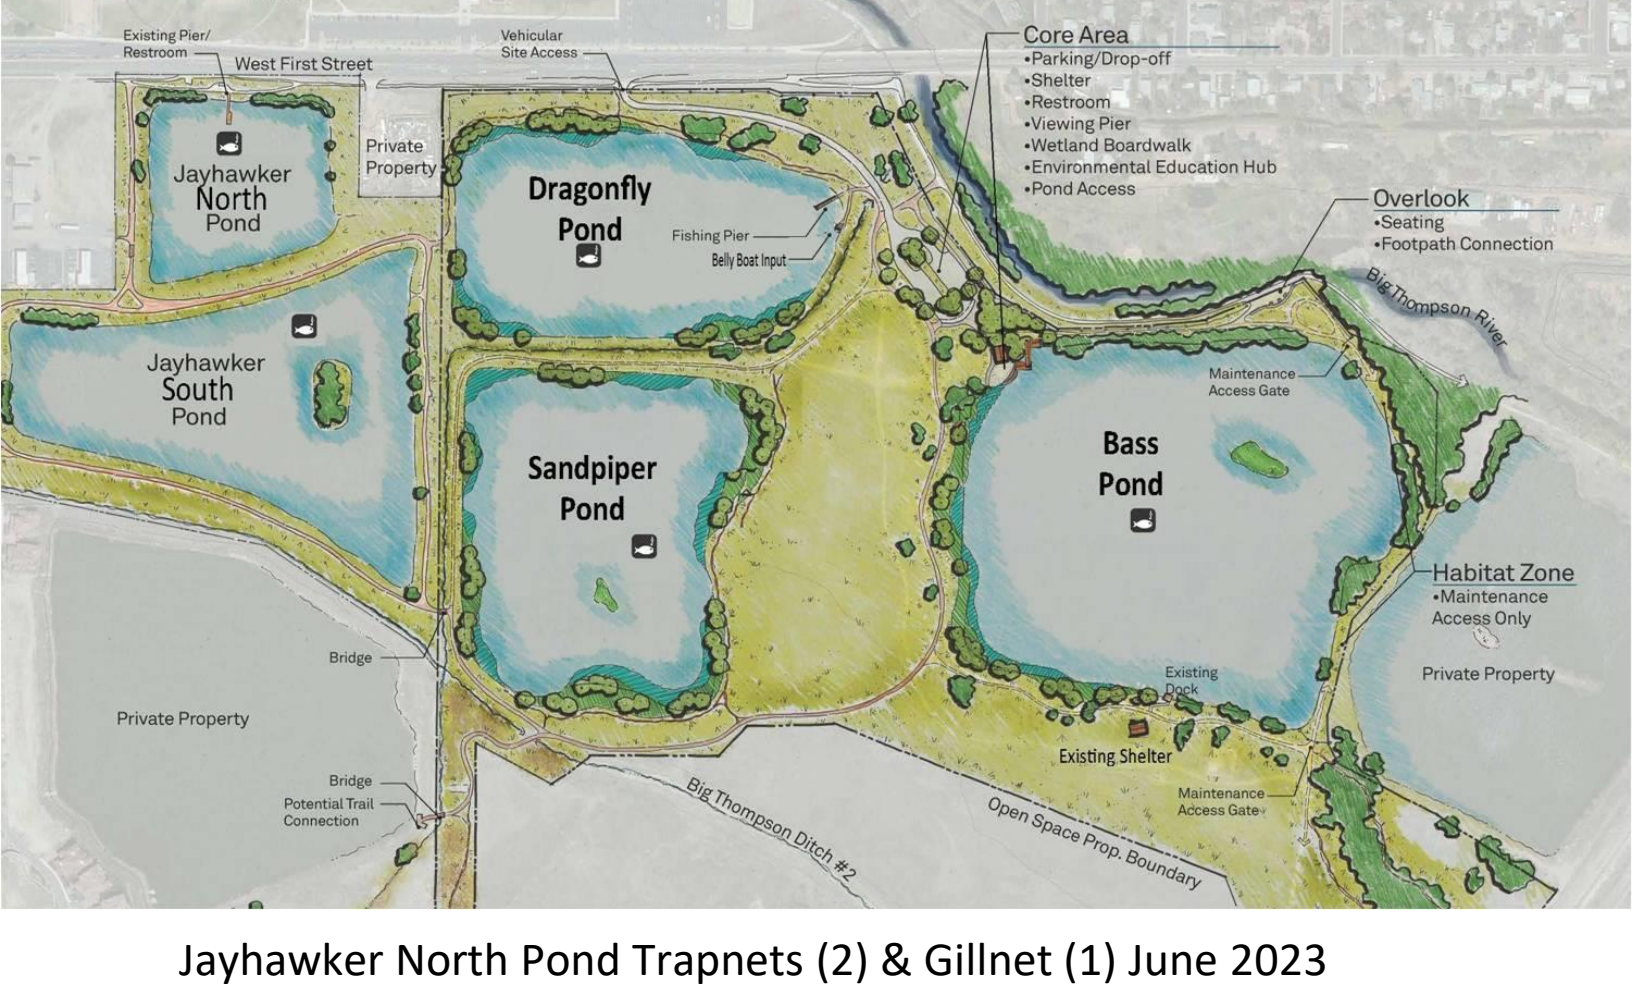 Existing Pier/
Restroom
West First Street
Vehicular
Site Access
Core Area
•Parking/Drop-off
•Shelter
•Restroom
•Viewing Pier
•Wetland Boardwalk
•Environmental Education Hub
•Pond Access
Overlook
•Seating
•Footpath Connection
Big Thompson River
Jayhawker
North
Pond
Private
Property
Dragonfly
Pond
Fishing Pier
Belly Boat Input
Jayhawker
South
Pond
Maintenance
Access Gate
Sandpiper
Pond
Bass
Pond
Habitat Zone
•Maintenance
Access Only
Private Property
Bridge
Existing
Dock
Existing Shelter
Private Property
Bridge
Potential Trail
Connection
Big Thompson Ditch #2
Open Space Prop. Boundary
Maintenance
Access Gate
Jayhawker North Pond Trapnets (2) & Gillnet (1) June 2023